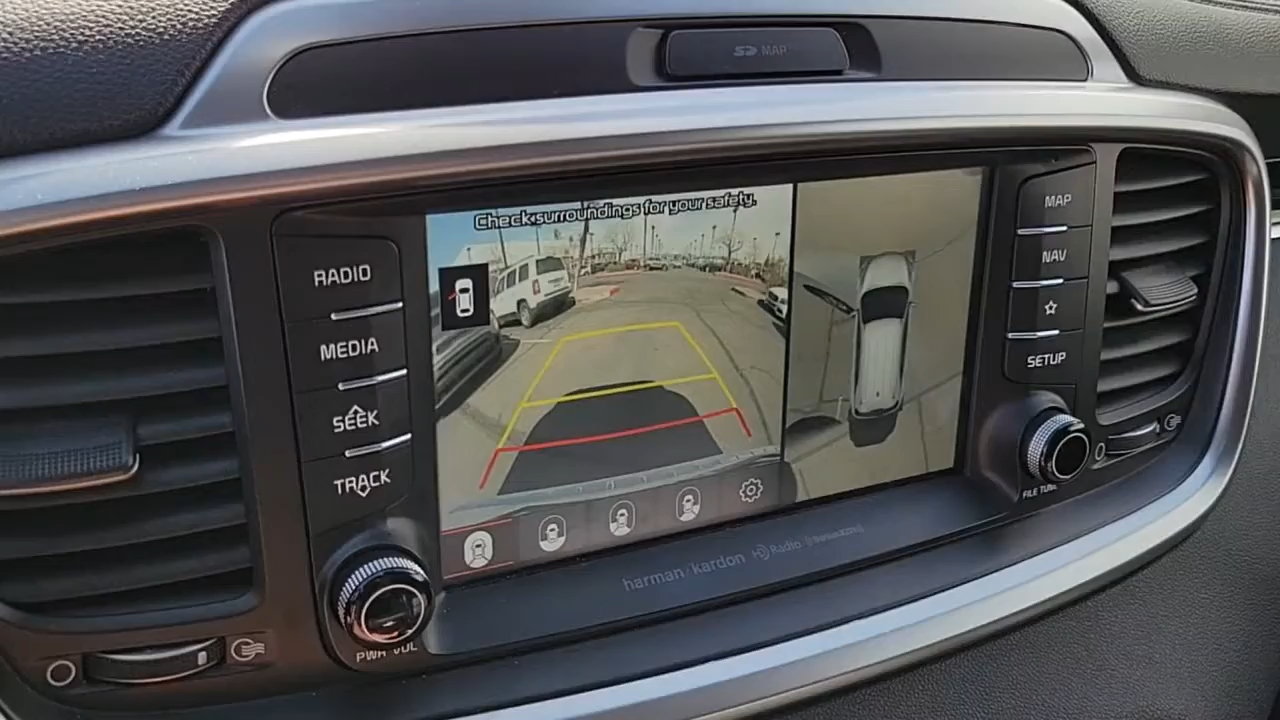 SD MAP
Check surroundings for your safety.
RADIO
MEDIA
SEEK
TRACK
PWR VOL
MAP
NAV
SETUP
FILE TUNE
harman/kardon HD Radio SiriusXM